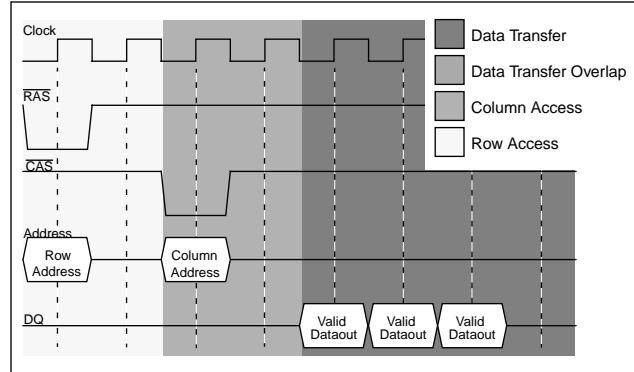 Clock
RAS
CAS
Address
Row
Address
Column
Address
DQ
Valid
Dataout
Valid
Dataout
Valid
Dataout
Data Transfer
Data Transfer Overlap
Column Access
Row Access